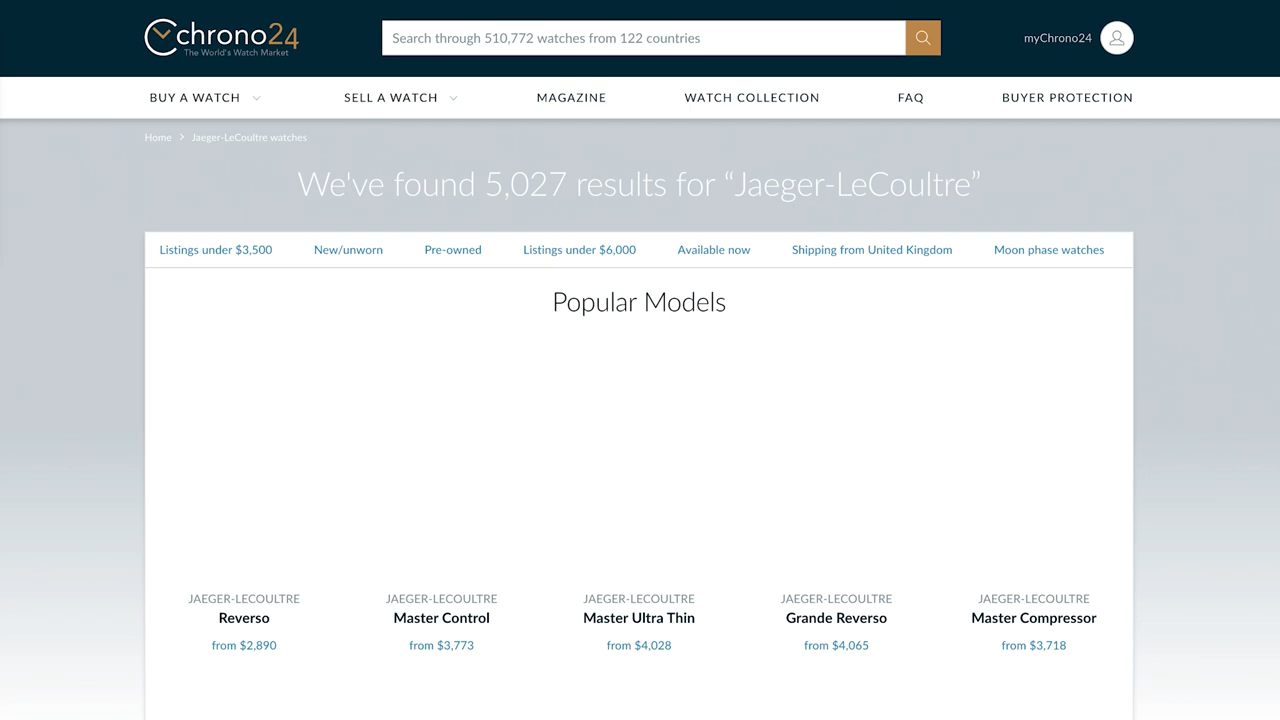 chrono24
The World's Watch Market
Search through 510,772 watches from 122 countries
myChrono24
BUY A WATCH
SELL A WATCH
MAGAZINE
WATCH COLLECTION
FAQ
BUYER PROTECTION
Home > Jaeger-LeCoultre watches
We've found 5,027 results for “Jaeger-LeCoultre”
Listings under $3,500
New/unworn
Pre-owned
Listings under $6,000
Available now
Shipping from United Kingdom
Moon phase watches
Popular Models
JAEGER-LECOULTRE
Reverso
from $2,890
JAEGER-LECOULTRE
Master Control
from $3,773
JAEGER-LECOULTRE
Master Ultra Thin
from $4,028
JAEGER-LECOULTRE
Grande Reverso
from $4,065
JAEGER-LECOULTRE
Master Compressor
from $3,718